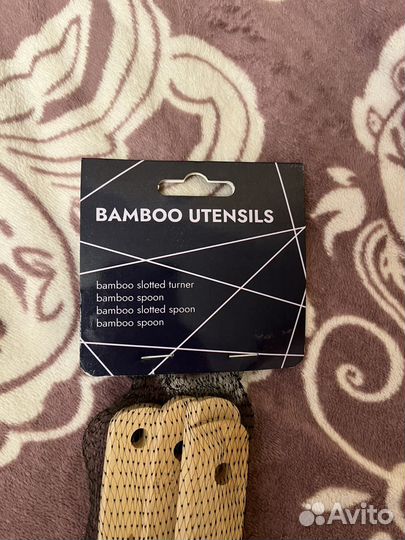 BAMBOO UTENSILS
bamboo slotted turner
bamboo spoon
bamboo slotted spoon
bamboo spoon
Avito